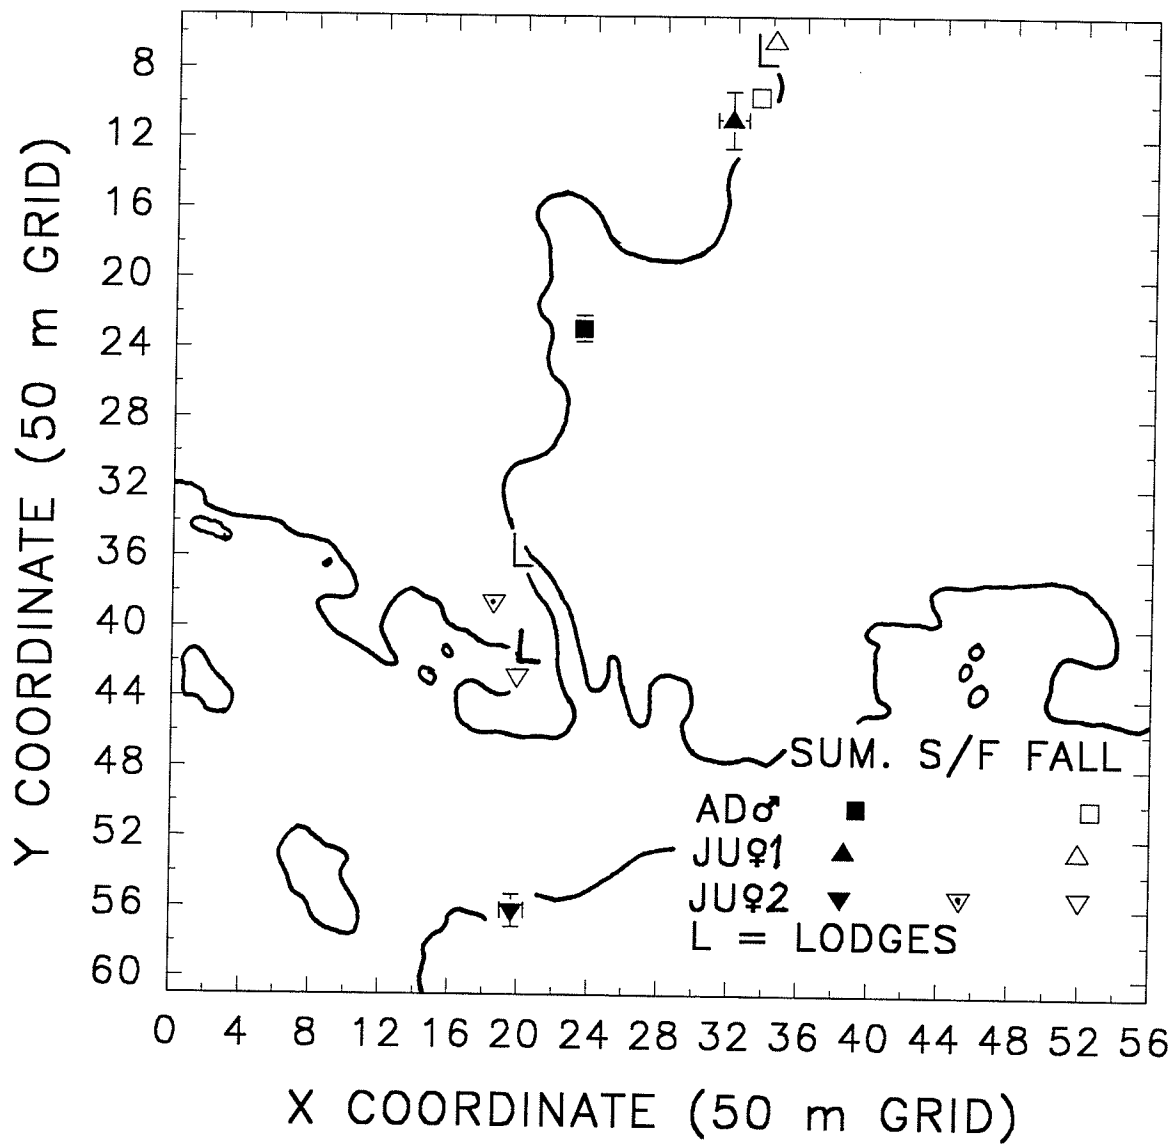 8
12
16
20
24
28
32
36
40
44
48
52
56
60
Y COORDINATE (50 m GRID)
L
L
L
SUM. S/F FALL
AD♂
JU♀1
JU♀2
L = LODGES
0 4 8 12 16 20 24 28 32 36 40 44 48 52 56
X COORDINATE (50 m GRID)